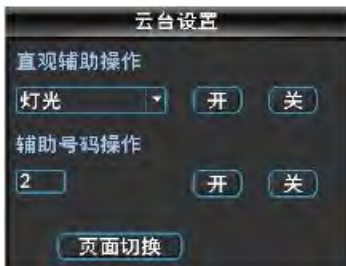 云台设置
直观辅助操作
灯光 开 关
辅助号码操作
2 开 关
页面切换